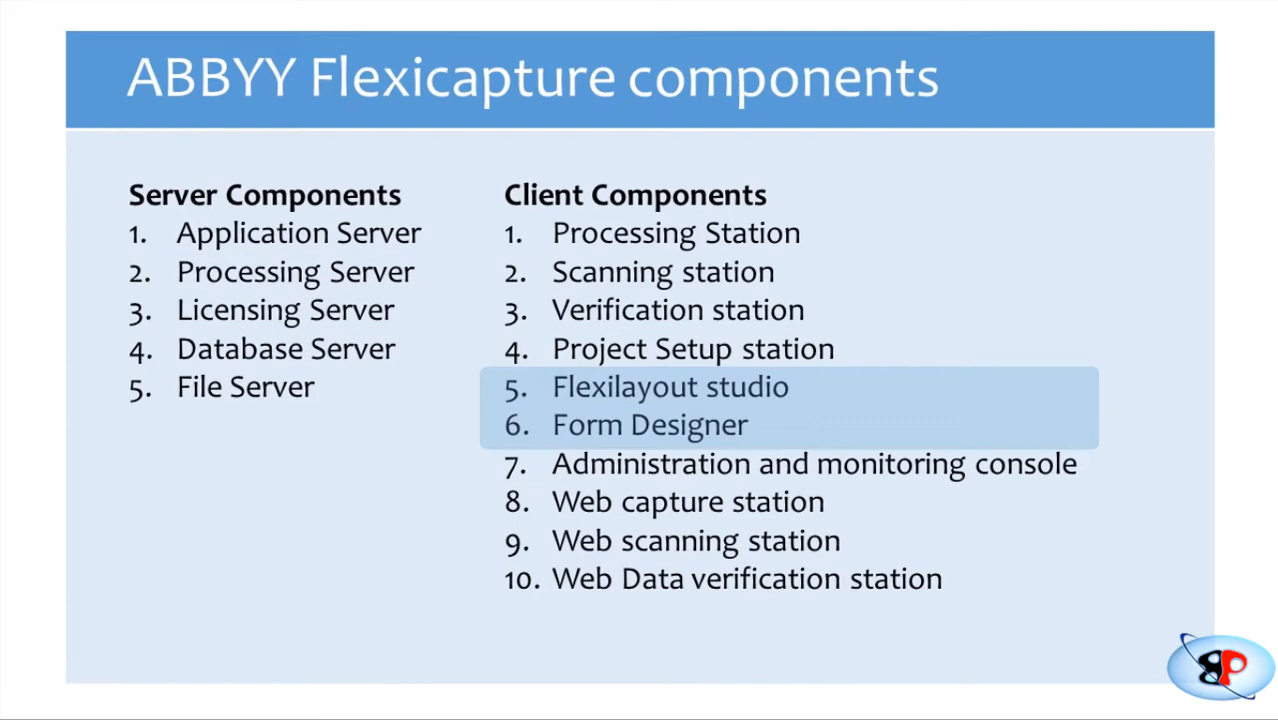 ABBYY Flexicapture components
Server Components
1. Application Server
2. Processing Server
3. Licensing Server
4. Database Server
5. File Server
Client Components
1. Processing Station
2. Scanning station
3. Verification station
4. Project Setup station
5. Flexilayout studio
6. Form Designer
7. Administration and monitoring console
8. Web capture station
9. Web scanning station
10. Web Data verification station
BP